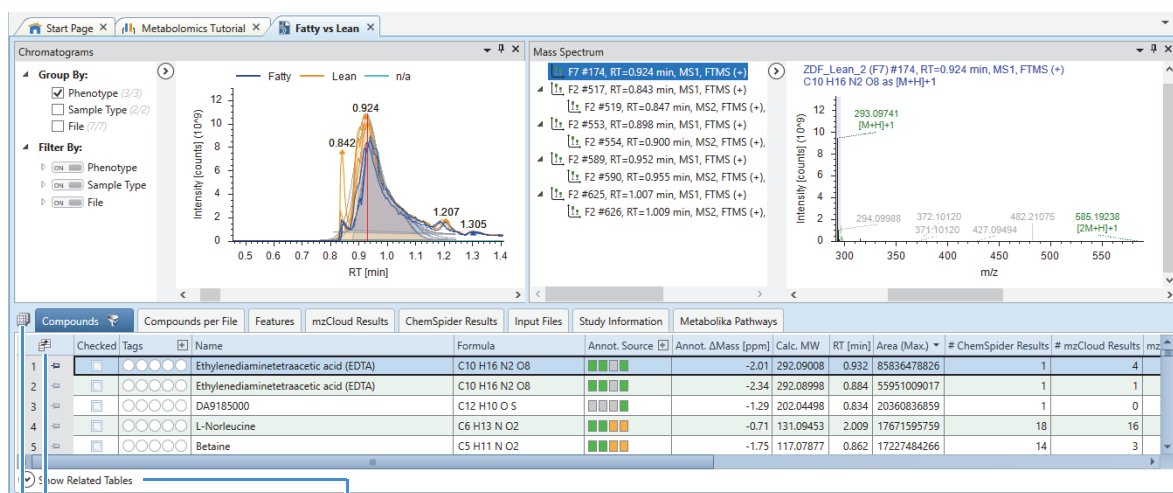 Start Page × Metabolomics Tutorial × Fatty vs Lean ×
Chromatograms
Group By:
Phenotype (3/3)
Sample Type (2/2)
File (7/7)
Filter By:
ON Phenotype
ON Sample Type
ON File
Fatty Lean n/a
Intensity [counts] (10^9)
12
10
8
6
4
2
0
0.924
0.842
1.207
1.305
0.5 0.6 0.7 0.8 0.9 1.0 1.1 1.2 1.3 1.4
RT [min]
Mass Spectrum
F7 #174, RT=0.924 min, MS1, FTMS (+)
F2 #517, RT=0.843 min, MS1, FTMS (+)
F2 #519, RT=0.847 min, MS2, FTMS (+),
F2 #553, RT=0.898 min, MS1, FTMS (+)
F2 #554, RT=0.900 min, MS2, FTMS (+),
F2 #589, RT=0.952 min, MS1, FTMS (+)
F2 #590, RT=0.955 min, MS2, FTMS (+),
F2 #625, RT=1.007 min, MS1, FTMS (+)
F2 #626, RT=1.009 min, MS2, FTMS (+),
ZDF_Lean_2 (F7) #174, RT=0.924 min, MS1, FTMS (+)
C10 H16 N2 O8 as [M+H]+1
Intensity [counts] (10^9)
12
10
8
6
4
2
0
293.09741
[M+H]+1
294.09988
372.10120
371.10120
427.09494
482.21075
585.19238
[2M+H]+1
300 350 400 450 500 550
m/z
Compounds Compounds per File Features mzCloud Results ChemSpider Results Input Files Study Information Metabolika Pathways
Checked Tags Name Formula Annot. Source Annot. ΔMass [ppm] Calc. MW RT [min] Area (Max.) # ChemSpider Results # mzCloud Results mz
1 Ethylenediaminetetraacetic acid (EDTA) C10 H16 N2 O8 -2.01 292.09008 0.932 85836478826 1 4
2 Ethylenediaminetetraacetic acid (EDTA) C10 H16 N2 O8 -2.34 292.08998 0.884 55951009017 1 1
3 DA9185000 C12 H10 O S -1.29 202.04498 0.834 20360836859 1 0
4 L-Norleucine C6 H13 N O2 -0.71 131.09453 2.009 17671595759 18 16
5 Betaine C5 H11 N O2 -1.75 117.07877 0.862 17227484266 14 3
Show Related Tables